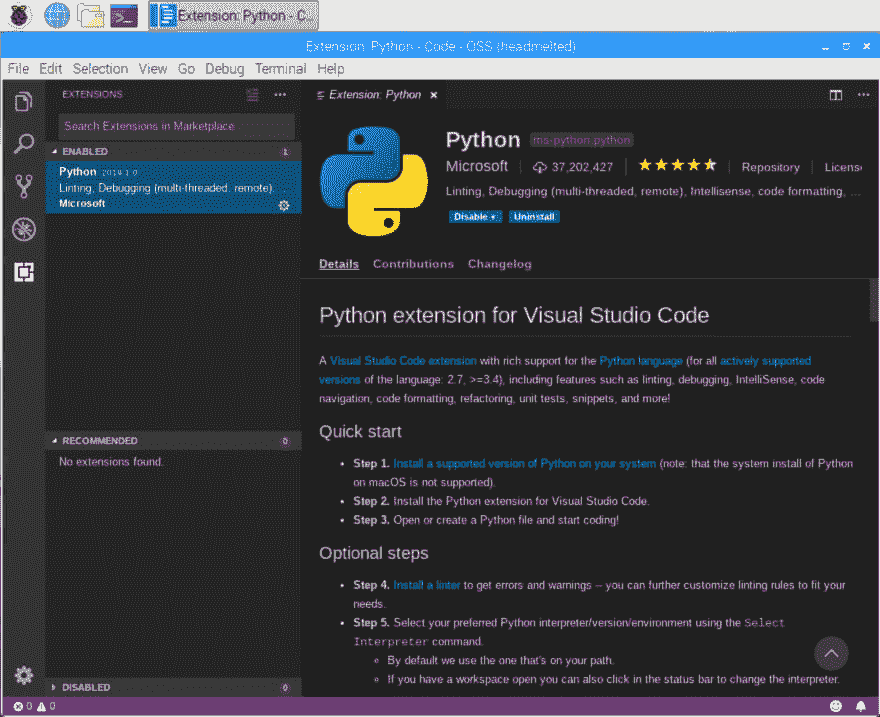 Extension: Python - C...
Extension: Python - Code - OSS (headmelted)
File Edit Selection View Go Debug Terminal Help
EXTENSIONS
Search Extensions in Marketplace
ENABLED 1
Python
Linting, Debugging (multi-threaded, remote), ...
Microsoft
RECOMMENDED 0
No extensions found.
DISABLED 0
Extension: Python
Python ms-python.python
Microsoft 37,202,427 Repository Licens
Linting, Debugging (multi-threaded, remote), Intellisense, code formatting, ...
Disable Uninstall
Details Contributions Changelog
Python extension for Visual Studio Code
A Visual Studio Code extension with rich support for the Python language (for all actively supported
versions of the language: 2.7, >=3.4), including features such as linting, debugging, IntelliSense, code
navigation, code formatting, refactoring, unit tests, snippets, and more!
Quick start
• Step 1. Install a supported version of Python on your system (note: that the system install of Python
on macOS is not supported).
• Step 2. Install the Python extension for Visual Studio Code.
• Step 3. Open or create a Python file and start coding!
Optional steps
• Step 4. Install a linter to get errors and warnings -- you can further customize linting rules to fit your
needs.
• Step 5. Select your preferred Python interpreter/version/environment using the Select
Interpreter command.
◦ By default we use the one that's on your path.
◦ If you have a workspace open you can also click in the status bar to change the interpreter.
0 0